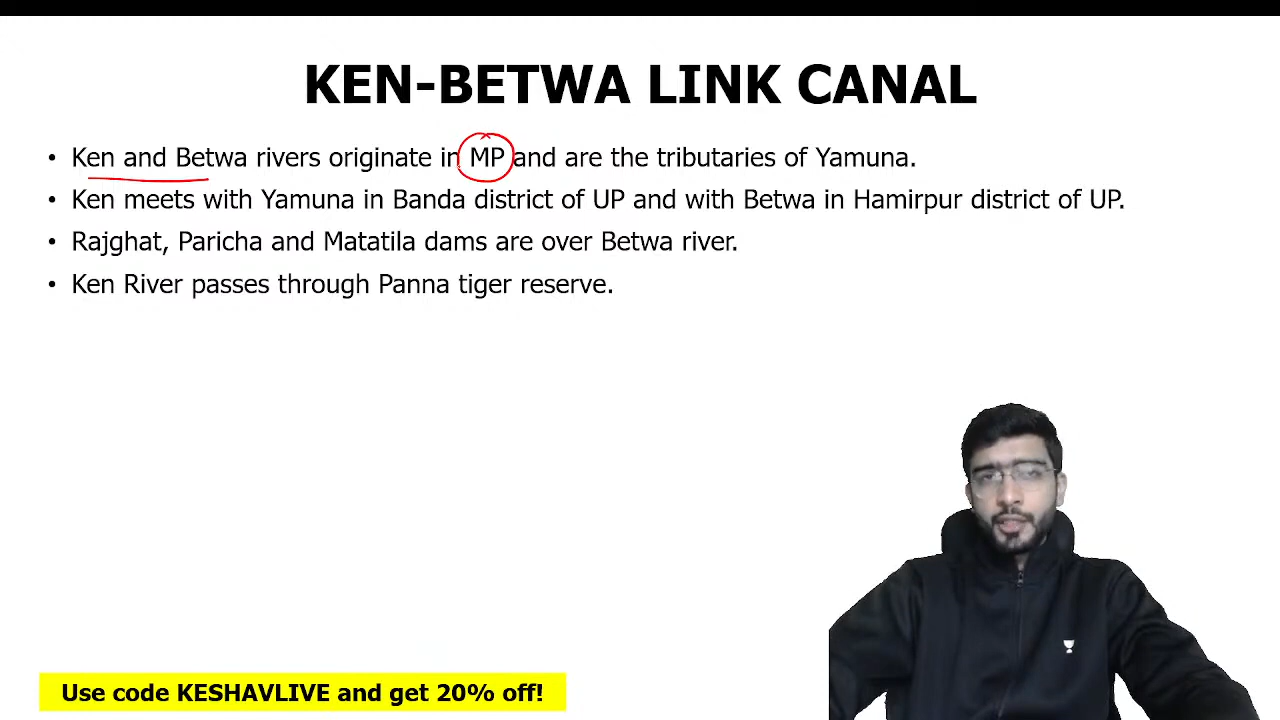 KEN-BETWA LINK CANAL
• Ken and Betwa rivers originate in MP and are the tributaries of Yamuna.
• Ken meets with Yamuna in Banda district of UP and with Betwa in Hamirpur district of UP.
• Rajghat, Paricha and Matatila dams are over Betwa river.
• Ken River passes through Panna tiger reserve.
Use code KESHAVLIVE and get 20% off!